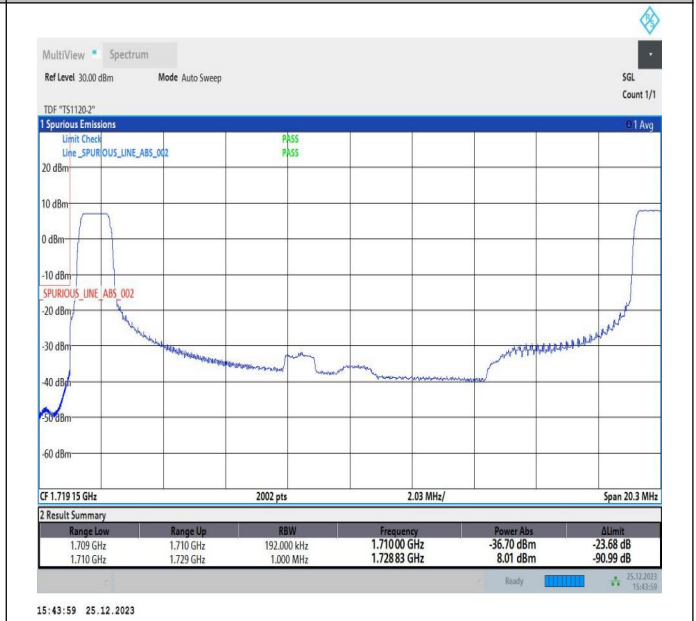 MultiView Spectrum
Ref Level 30.00 dBm Mode Auto Sweep SGL
Count 1/1
TDF "TS1120-2"
1 Spurious Emissions 1 Avg
Limit Check PASS
Line _SPURIOUS_LINE_ABS_002 PASS
20 dBm
10 dBm
0 dBm
-10 dBm
_SPURIOUS_LINE_ABS_002
-20 dBm
-30 dBm
-40 dBm
-50 dBm
-60 dBm
CF 1.719 15 GHz 2002 pts 2.03 MHz/ Span 20.3 MHz
2 Result Summary
Range Low Range Up RBW Frequency Power Abs ΔLimit
1.709 GHz 1.710 GHz 192.000 kHz 1.71000 GHz -36.70 dBm -23.68 dB
1.710 GHz 1.729 GHz 1.000 MHz 1.72883 GHz 8.01 dBm -90.99 dB
Ready 25.12.2023
15:43:59
15:43:59 25.12.2023